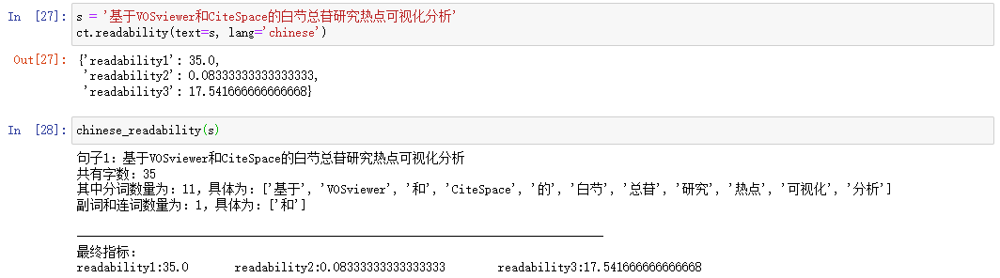 In [27]: s = '基于VOSviewer和CiteSpace的白芍总苷研究热点可视化分析'
ct.readability(text=s, lang='chinese')
Out[27]: {'readability1': 35.0,
'readability2': 0.08333333333333333,
'readability3': 17.541666666666668}
In [28]: chinese_readability(s)
句子1: 基于VOSviewer和CiteSpace的白芍总苷研究热点可视化分析
共有字数: 35
其中分词数量为: 11, 具体为: ['基于', 'VOSviewer', '和', 'CiteSpace', '的', '白芍', '总苷', '研究', '热点', '可视化', '分析']
副词和连词数量为: 1, 具体为: ['和']
最终指标:
readability1:35.0 readability2:0.08333333333333333 readability3:17.541666666666668